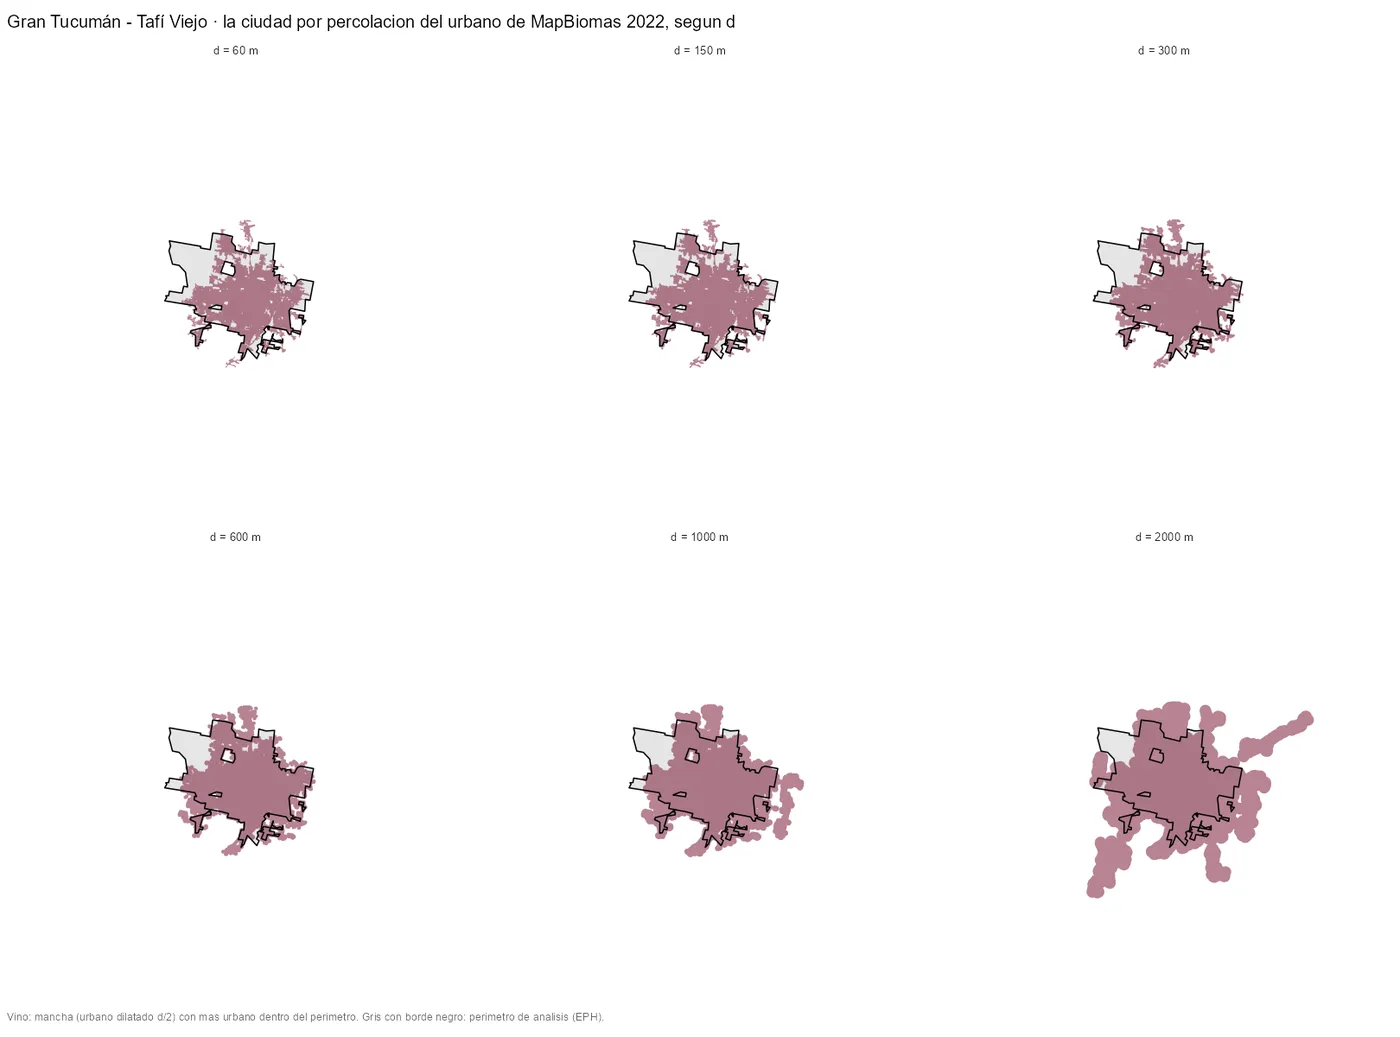 Gran Tucumán - Tafí Viejo · la ciudad por percolacion del urbano de MapBiomas 2022, segun d
d = 60 m
d = 150 m
d = 300 m
d = 600 m
d = 1000 m
d = 2000 m
Vino: mancha (urbano dilatado d/2) con mas urbano dentro del perimetro. Gris con borde negro: perimetro de analisis (EPH).